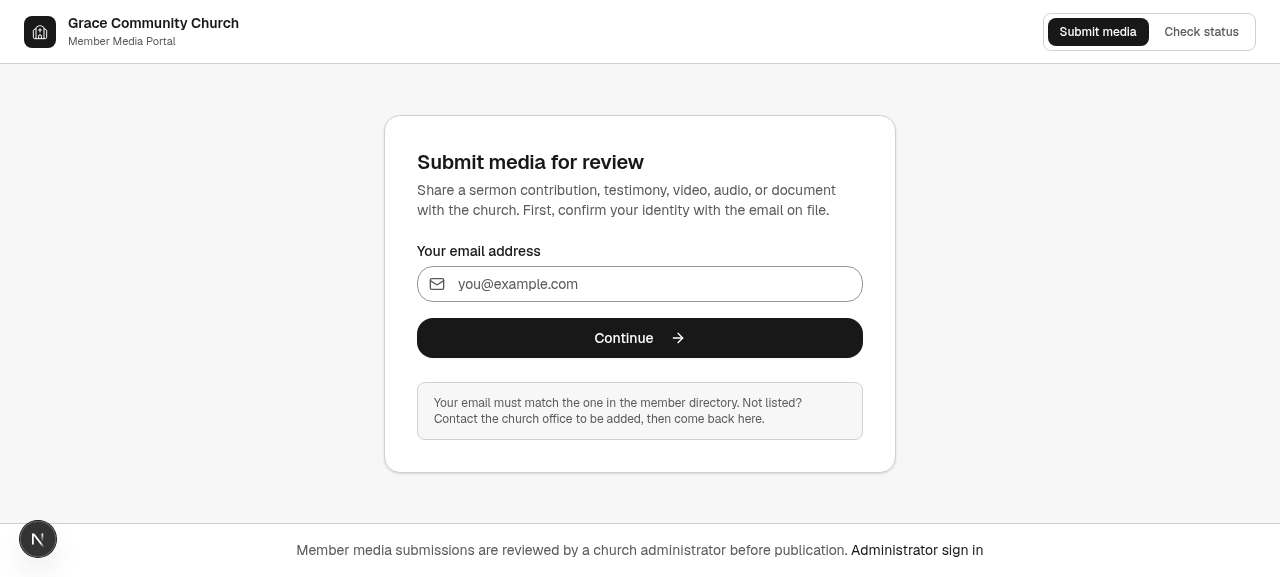 Grace Community Church
Member Media Portal
Submit media
Check status
Submit media for review
Share a sermon contribution, testimony, video, audio, or document
with the church. First, confirm your identity with the email on file.
Your email address
you@example.com
Continue
Your email must match the one in the member directory. Not listed?
Contact the church office to be added, then come back here.
N
Member media submissions are reviewed by a church administrator before publication. Administrator sign in